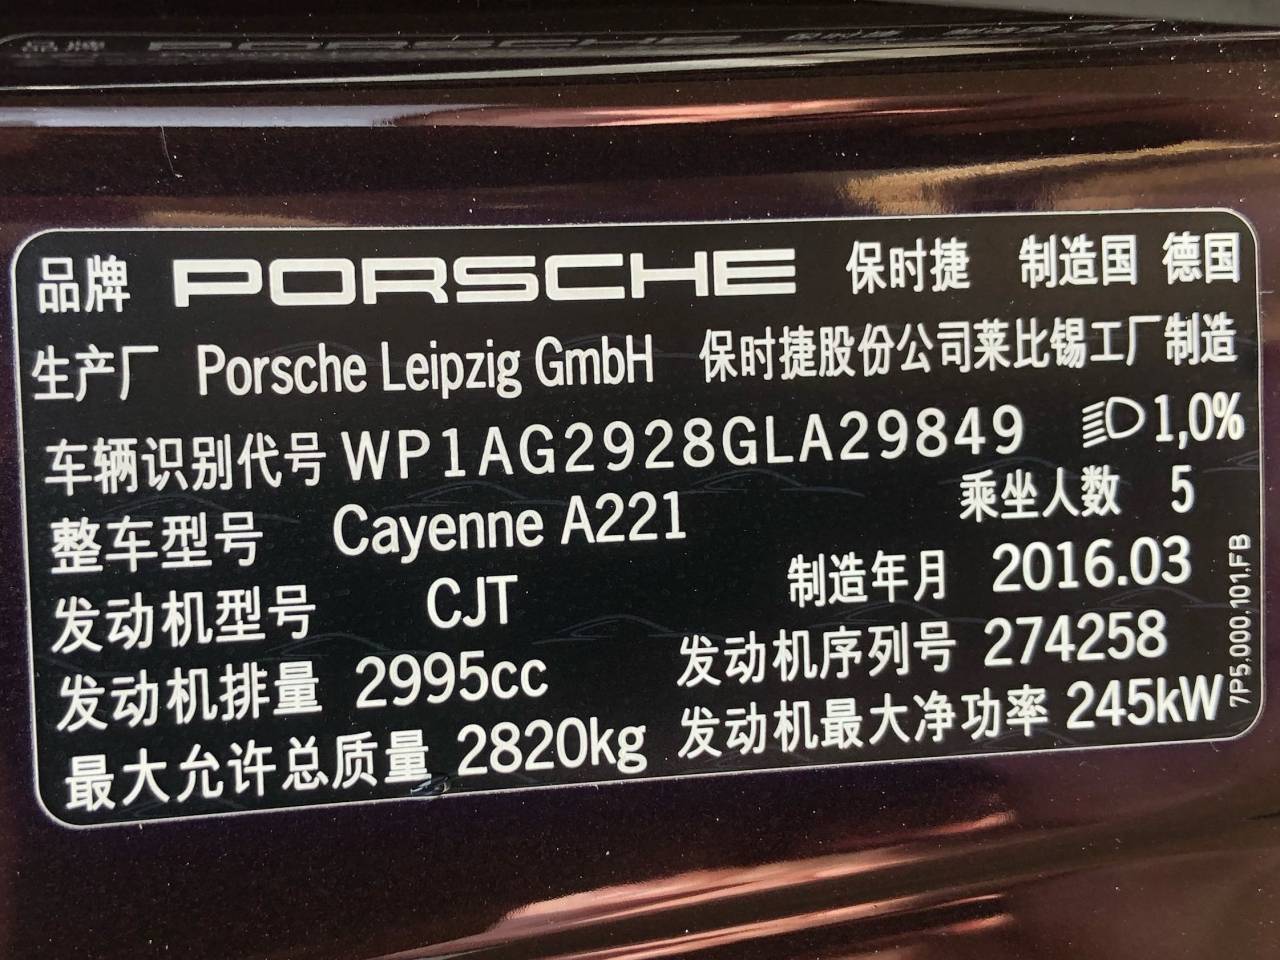 品牌 PORSCHE 保时捷 制造国 德国
生产厂 Porsche Leipzig GmbH 保时捷股份公司莱比锡工厂制造
车辆识别代号 WP1AG2928GLA29849 1,0%
整车型号 Cayenne A221 乘坐人数 5
发动机型号 CJT 制造年月 2016.03
发动机排量 2995cc 发动机序列号 274258
最大允许总质量 2820kg 发动机最大净功率 245kW
7P5.000.101.FB